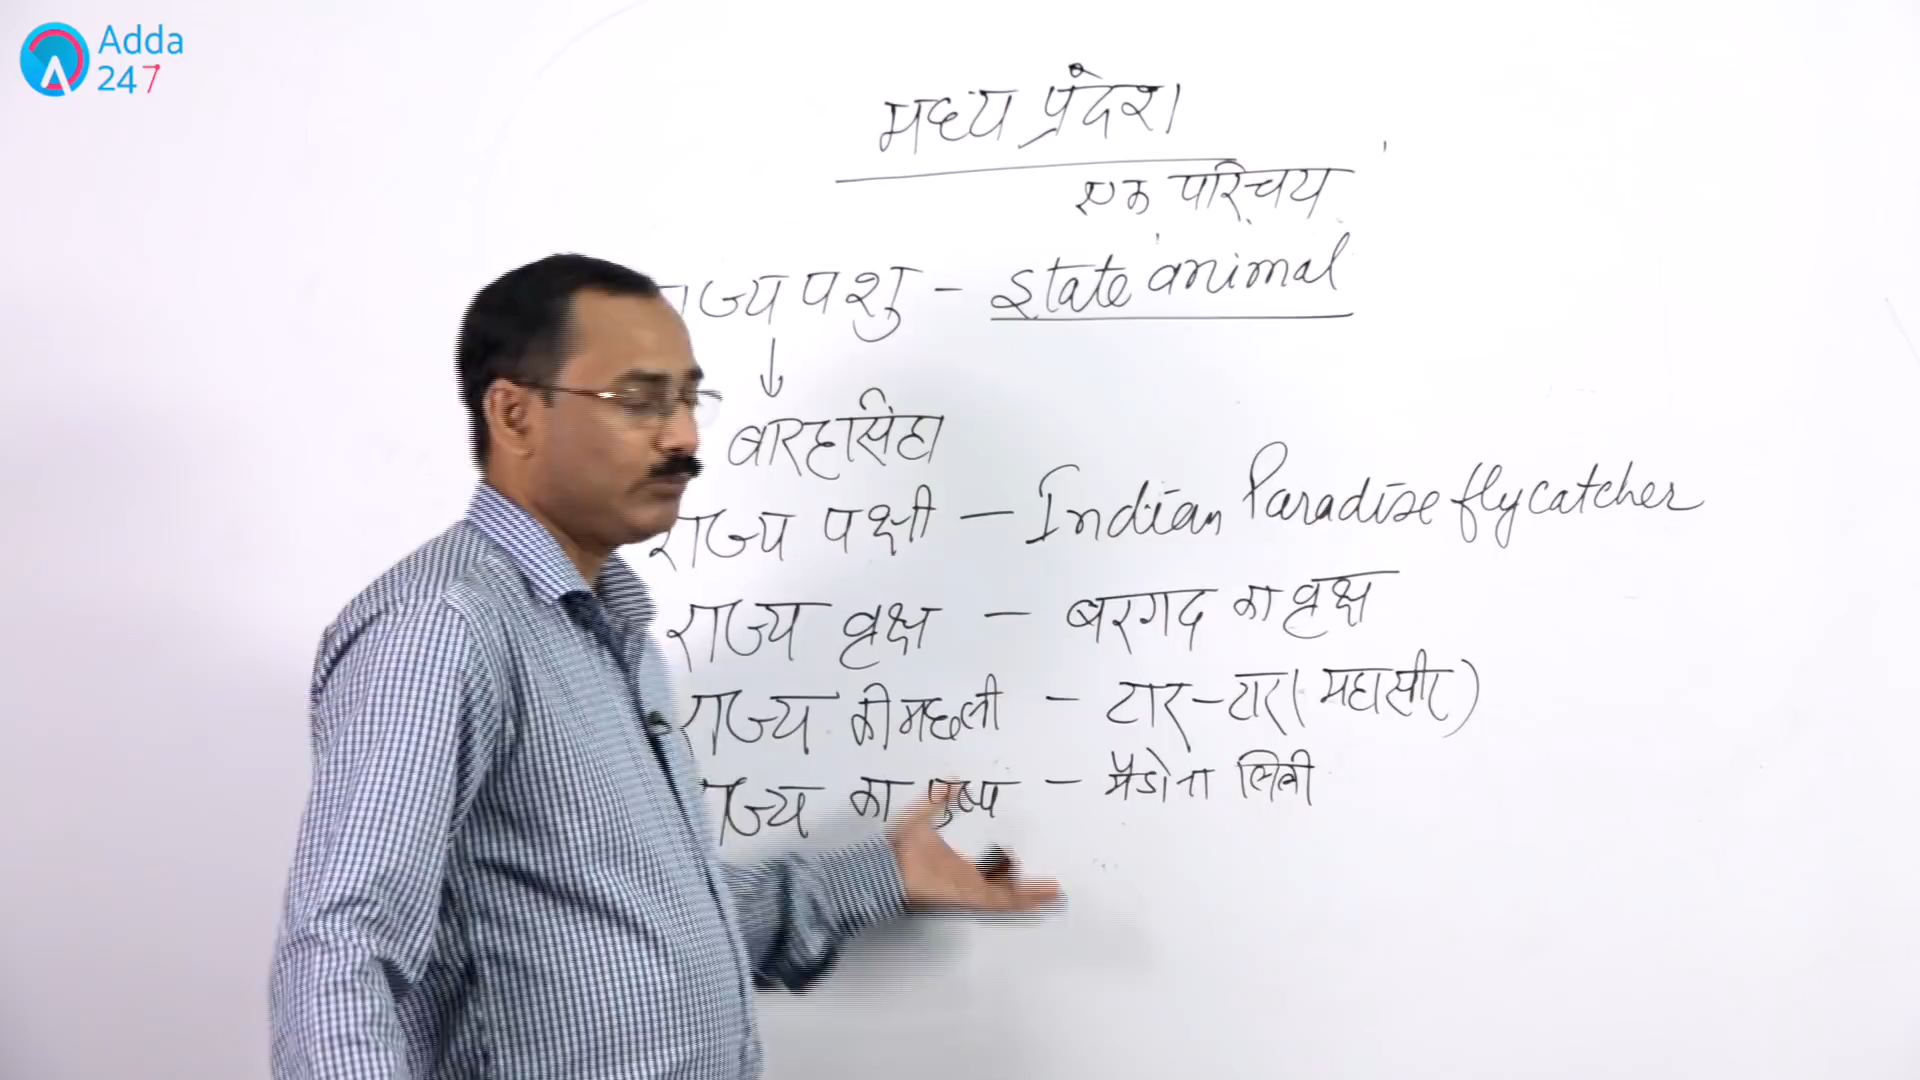 Adda
247
मध्य प्रदेश
एक परिचय
राज्य पशु - State animal
बारहसिंहा
राज्य पक्षी - Indian Paradise flycatcher
राज्य वृक्ष - बरगद का वृक्ष
राज्य की मछली - टार-टार (महासीर)
राज्य का पुष्प - मैडोना लिली